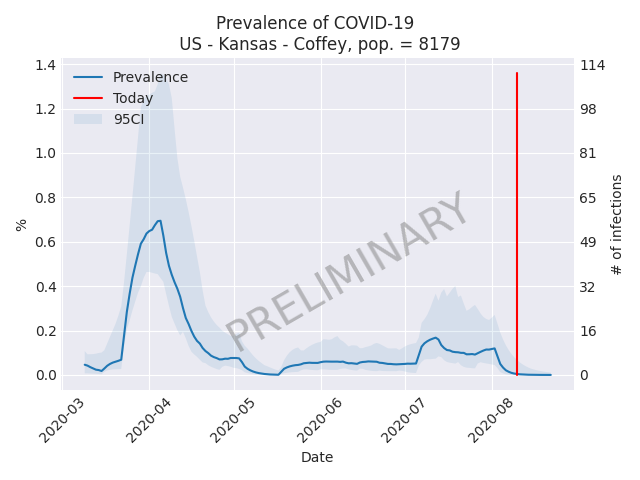 Prevalence of COVID-19
US - Kansas - Coffey, pop. = 8179
Prevalence
Today
95CI
PRELIMINARY
%
1.4
1.2
1.0
0.8
0.6
0.4
0.2
0.0
114
98
81
65
49
32
16
0
# of infections
2020-03
2020-04
2020-05
2020-06
2020-07
2020-08
Date